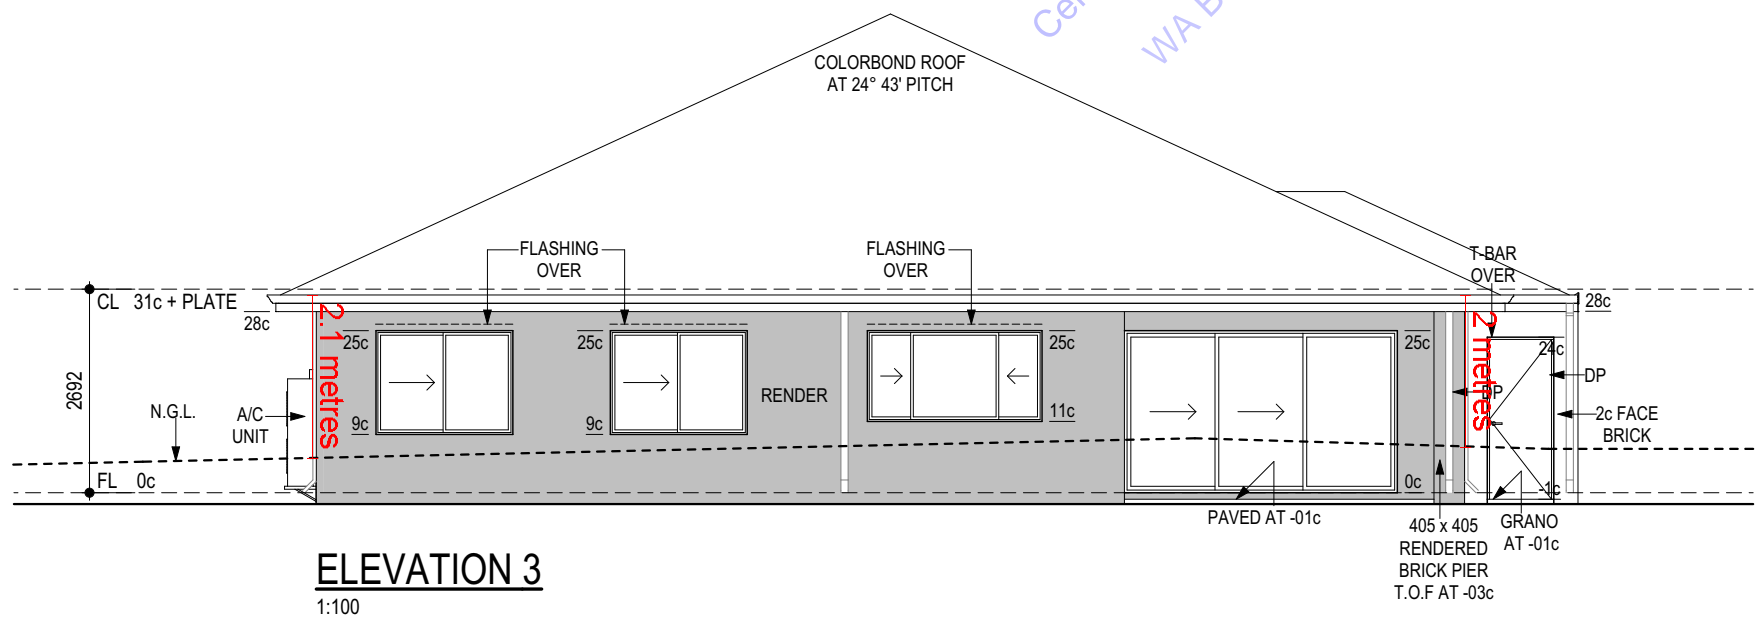 Cer
WA B
COLORBOND ROOF
AT 24° 43' PITCH
FLASHING
OVER
FLASHING
OVER
T-BAR
OVER
CL 31c + PLATE
28c
28c
2.1 metres
2 metres
25c
25c
25c
25c
24c
2692
N.G.L.
A/C
UNIT
9c
9c
RENDER
11c
DP
DP
2c FACE
BRICK
FL 0c
0c
-1c
PAVED AT -01c
405 x 405
RENDERED
BRICK PIER
T.O.F AT -03c
GRANO
AT -01c
ELEVATION 3
1:100